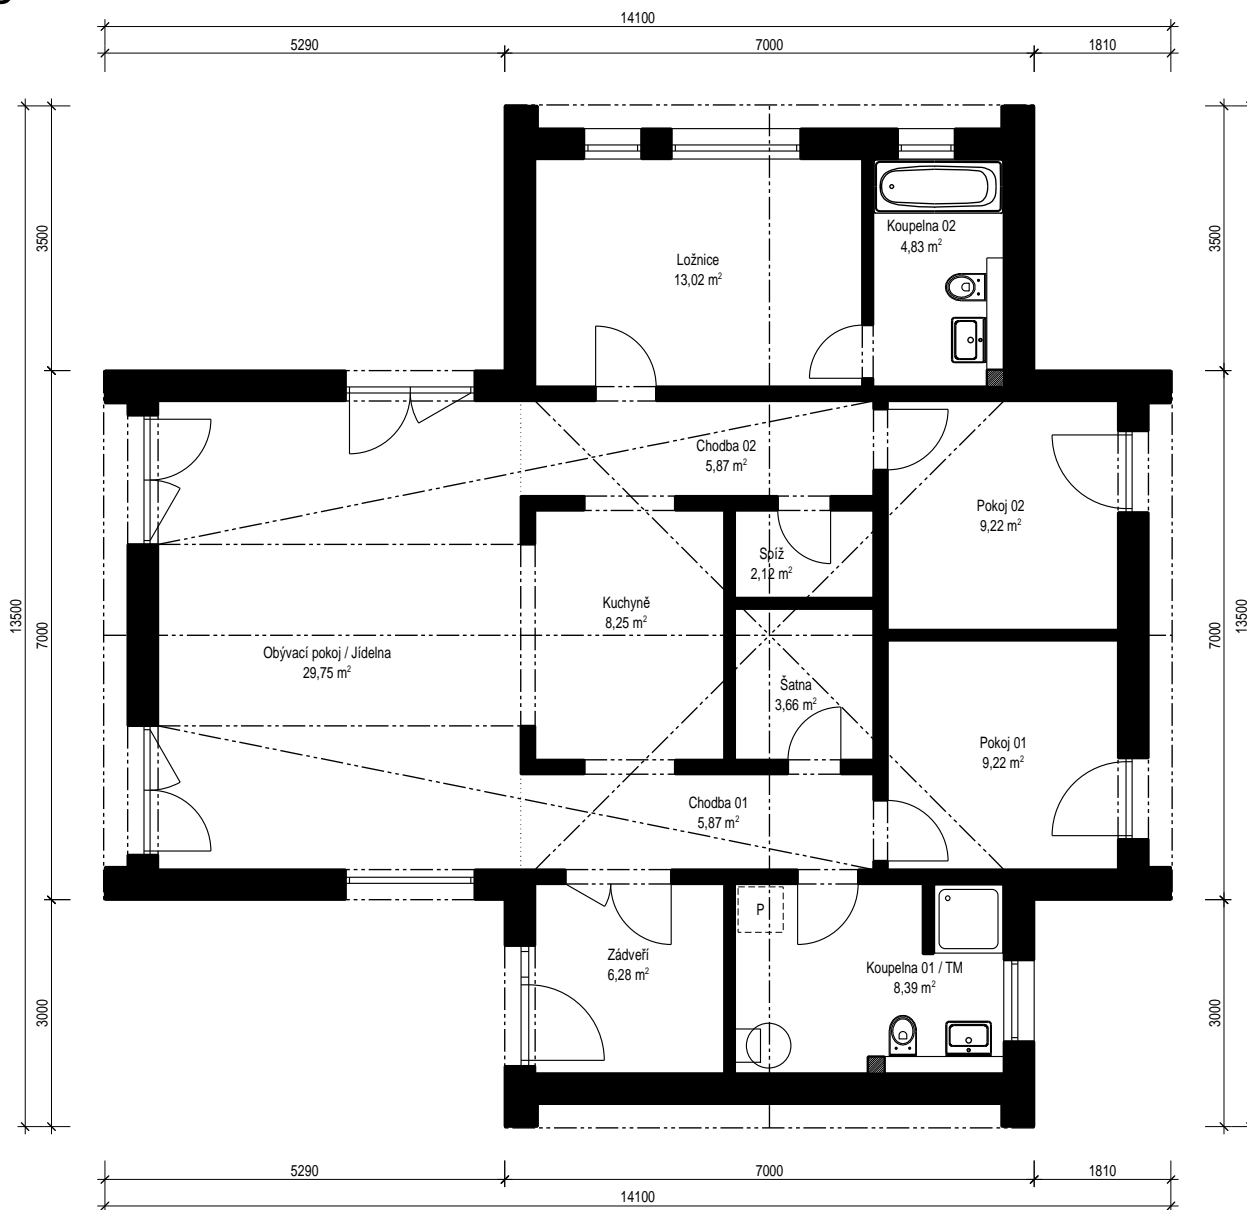 14100
5290
7000
1810
3500
3500
Koupelna 02
4,83 m²
Ložnice
13,02 m²
Chodba 02
5,87 m²
Pokoj 02
9,22 m²
Spíž
2,12 m²
Kuchyně
8,25 m²
13500
7000
7000
13500
Obývací pokoj / Jídelna
29,75 m²
Šatna
3,66 m²
Pokoj 01
9,22 m²
Chodba 01
5,87 m²
P
Zádveří
6,28 m²
Koupelna 01 / TM
8,39 m²
3000
3000
5290
7000
1810
14100